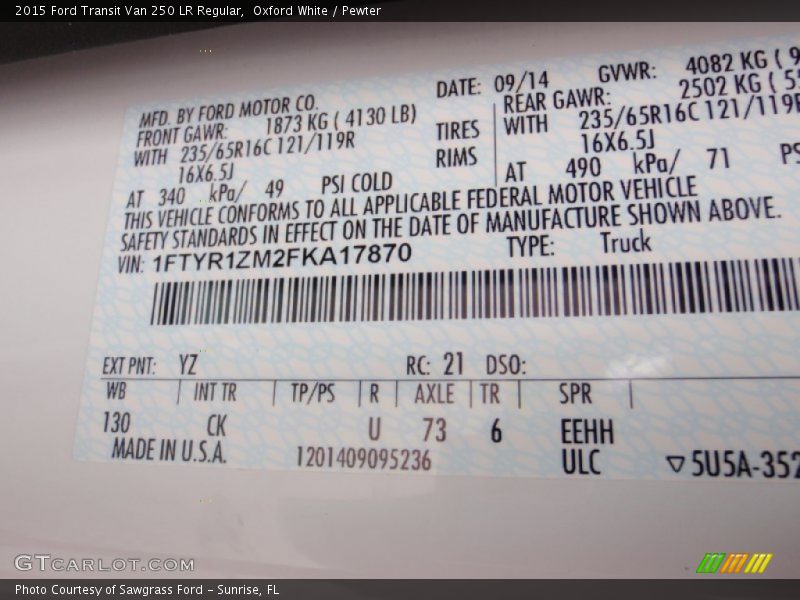 2015 Ford Transit Van 250 LR Regular, Oxford White / Pewter
MFD. BY FORD MOTOR CO.
DATE: 09/14
GVWR: 4082 KG (
FRONT GAWR: 1873 KG ( 4130 LB)
REAR GAWR: 2502 KG (
WITH 235/65R16C 121/119R
TIRES
WITH 235/65R16C 121/119R
16X6.5J
RIMS
16X6.5J
AT 340 kPa/ 49 PSI COLD
AT 490 kPa/ 71
THIS VEHICLE CONFORMS TO ALL APPLICABLE FEDERAL MOTOR VEHICLE
SAFETY STANDARDS IN EFFECT ON THE DATE OF MANUFACTURE SHOWN ABOVE.
VIN: 1FTYR1ZM2FKA17870
TYPE: Truck
EXT PNT: YZ RC: 21 DSO:
WB INT TR TP/PS R AXLE TR SPR
130 CK U 73 6 EEHH
MADE IN U.S.A. 1201409095236 ULC ▽5U5A-352
GTCARLOT.COM
Photo Courtesy of Sawgrass Ford - Sunrise, FL